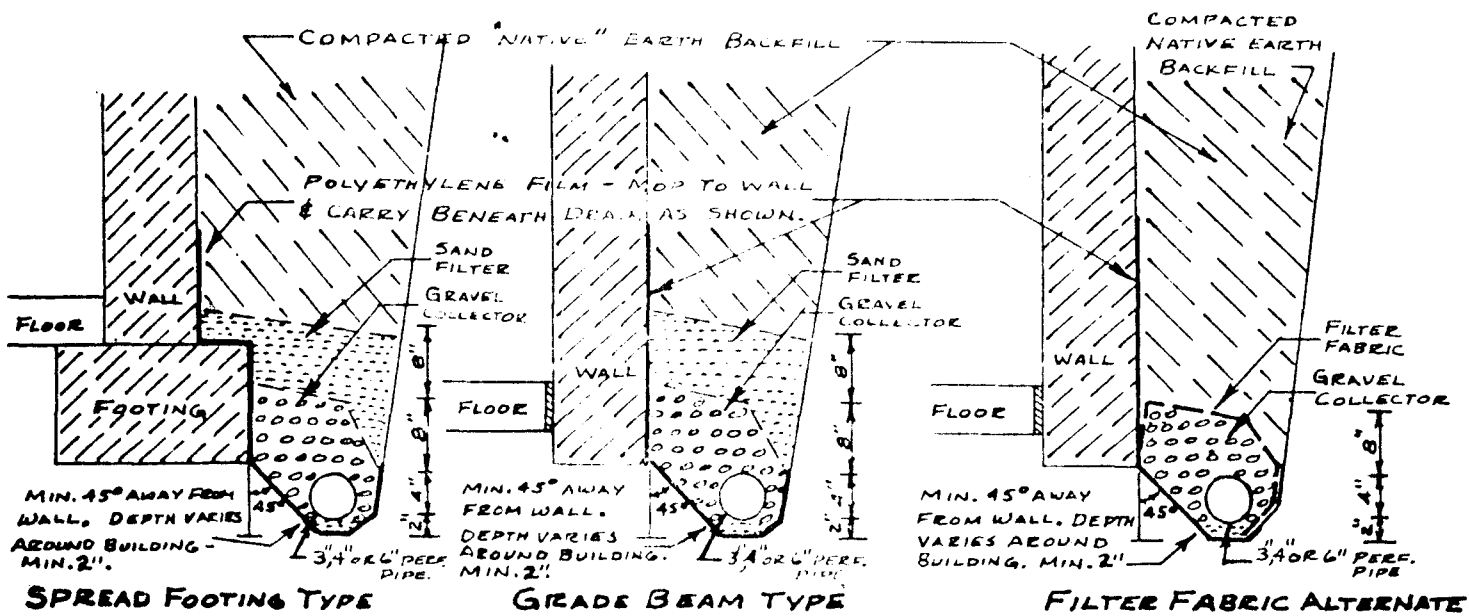 COMPACTED "NATIVE" EARTH BACKFILL
COMPACTED
NATIVE EARTH
BACKFILL
POLYETHYLENE FILM - MOP TO WALL
& CARRY BENEATH DRAIN AS SHOWN.
SAND
FILTER
GRAVEL
COLLECTOR
WALL
FLOOR
FOOTING
8"
8"
4"
2"
45°
MIN. 45° AWAY FROM
WALL. DEPTH VARIES
AROUND BUILDING -
MIN. 2".
3",4" OR 6" PERF.
PIPE.
SPREAD FOOTING TYPE
SAND
FILTER
GRAVEL
COLLECTOR
WALL
FLOOR
8"
8"
4"
2"
45°
MIN. 45° AWAY
FROM WALL.
DEPTH VARIES
AROUND BUILDING.
MIN. 2".
3",4" OR 6" PERF.
PIPE.
GRADE BEAM TYPE
FILTER
FABRIC
GRAVEL
COLLECTOR
WALL
FLOOR
8"
4"
2"
45°
MIN. 45° AWAY
FROM WALL. DEPTH
VARIES AROUND
BUILDING. MIN. 2"
3",4" OR 6" PERF.
PIPE
FILTER FABRIC ALTERNATE